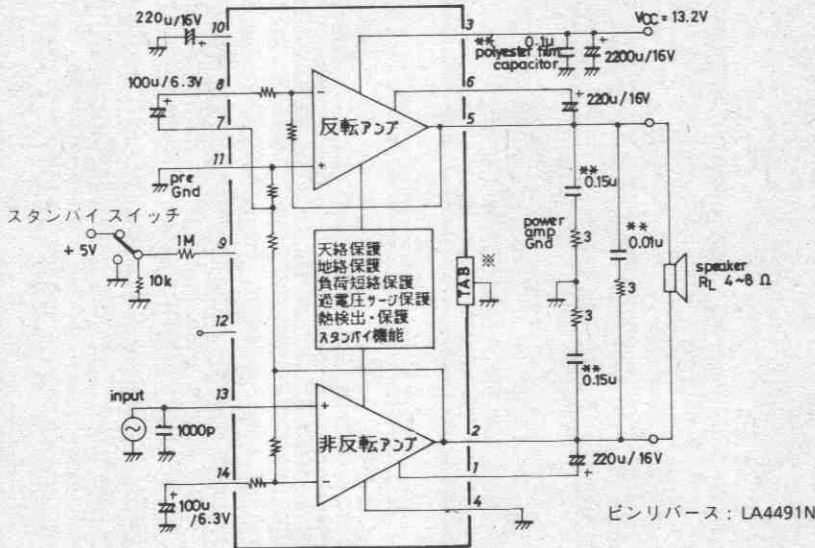 220u/16V
10
3
VCC = 13.2V
** 0.1u
polyester film
capacitor
2200u/16V
100u/6.3V
8
6
220u/16V
7
反転アンプ
5
11
pre
Gnd
**
0.15u
スタンバイ スイッチ
+5V
1M
9
10k
power
amp
Gnd
3
**
0.01u
天絡保護
地絡保護
負荷短絡保護
過電圧サージ保護
熱検出・保護
スタンバイ機能
TAB
※
speaker
RL 4~8 Ω
3
3
12
**
0.15u
input
13
1000p
非反転アンプ
2
14
1
220u/16V
100u
/6.3V
4
ピンリバース : LA4491N